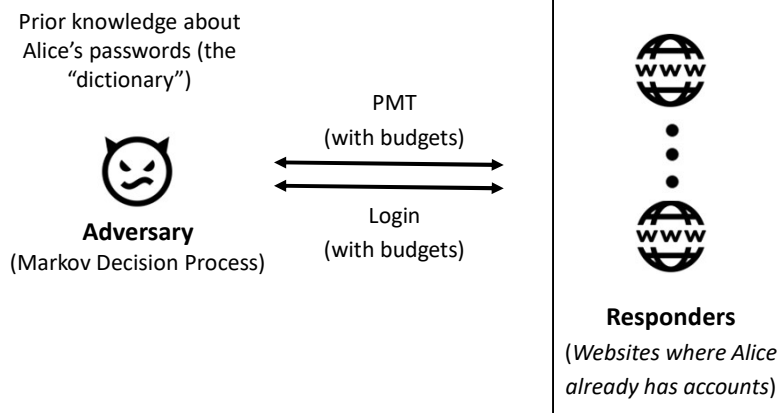 Prior knowledge about
Alice’s passwords (the
“dictionary”)
PMT
(with budgets)
Login
(with budgets)
Adversary
(Markov Decision Process)
WWW
WWW
Responders
(Websites where Alice
already has accounts)